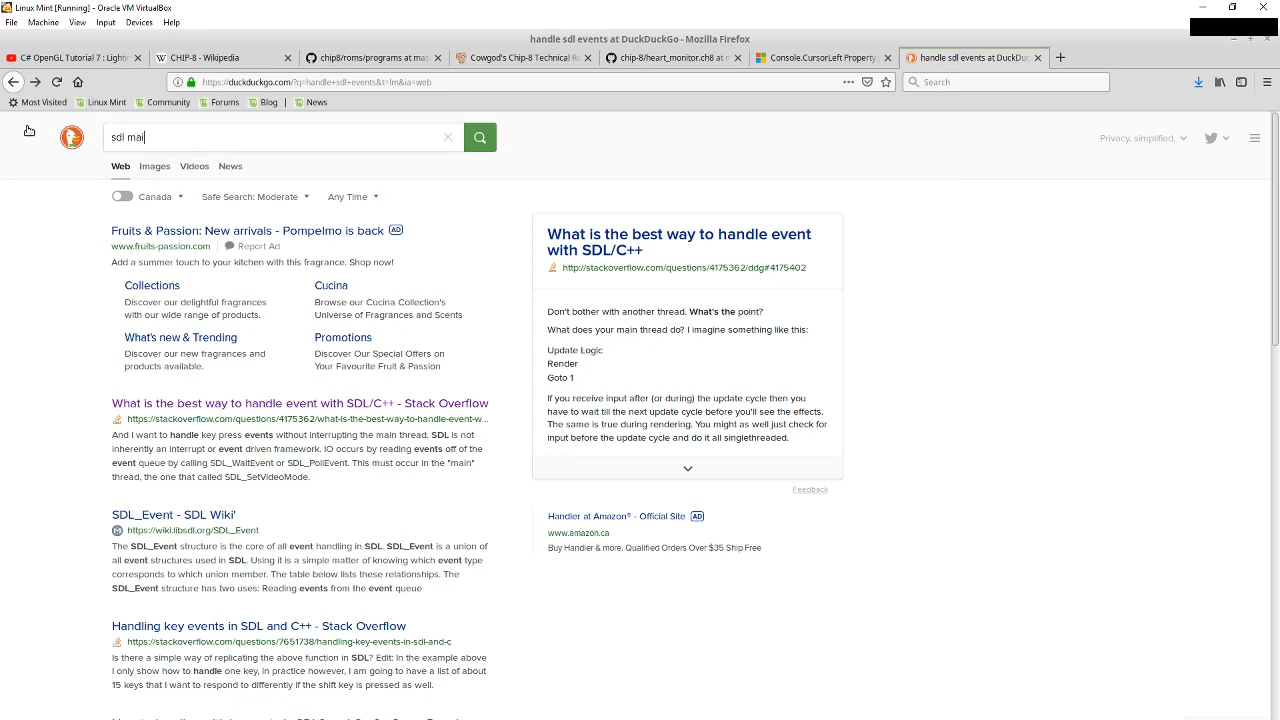 Linux Mint [Running] - Oracle VM VirtualBox
File Machine View Input Devices Help
handle sdl events at DuckDuckGo - Mozilla Firefox
C# OpenGL Tutorial 7 : Light
CHIP-8 - Wikipedia
chip8/roms/programs at mas
Cowgod's Chip-8 Technical R
chip-8/heart_monitor.ch8 at m
Console.CursorLeft Property
handle sdl events at DuckDu
https://duckduckgo.com/?q=handle+sdl+events&t=lm&ia=web
Search
Most Visited Linux Mint Community Forums Blog News
sdl mai
Privacy, simplified.
Web Images Videos News
Canada Safe Search: Moderate Any Time
Fruits & Passion: New arrivals - Pompelmo is back AD
www.fruits-passion.com Report Ad
Add a summer touch to your kitchen with this fragrance. Shop now!
Collections
Discover our delightful fragrances
with our wide range of products.
Cucina
Browse our Cucina Collection's
Universe of Fragrances and Scents
What's new & Trending
Discover our new fragrances and
products available.
Promotions
Discover Our Special Offers on
Your Favourite Fruit & Passion
What is the best way to handle event with SDL/C++ - Stack Overflow
https://stackoverflow.com/questions/4175362/what-is-the-best-way-to-handle-event-w...
And I want to handle key press events without interrupting the main thread. SDL is not
inherently an interrupt or event driven framework. IO occurs by reading events off of the
event queue by calling SDL_WaitEvent or SDL_PollEvent. This must occur in the "main"
thread, the one that called SDL_SetVideoMode.
SDL_Event - SDL Wiki'
https://wiki.libsdl.org/SDL_Event
The SDL_Event structure is the core of all event handling in SDL. SDL_Event is a union of
all event structures used in SDL. Using it is a simple matter of knowing which event type
corresponds to which union member. The table below lists these relationships. The
SDL_Event structure has two uses: Reading events from the event queue
Handling key events in SDL and C++ - Stack Overflow
https://stackoverflow.com/questions/7651738/handling-key-events-in-sdl-and-c
Is there a simple way of replicating the above function in SDL? Edit: In the example above
I only show how to handle one key, in practice however, I am going to have a list of about
15 keys that I want to respond to differently if the shift key is pressed as well.
What is the best way to handle event
with SDL/C++
http://stackoverflow.com/questions/4175362/ddg#4175402
Don't bother with another thread. What's the point?
What does your main thread do? I imagine something like this:
Update Logic
Render
Goto 1
If you receive input after (or during) the update cycle then you
have to wait till the next update cycle before you'll see the effects.
The same is true during rendering. You might as well just check for
input before the update cycle and do it all singlethreaded.
Feedback
Handler at Amazon® - Official Site AD
www.amazon.ca
Buy Handler & more. Qualified Orders Over $35 Ship Free